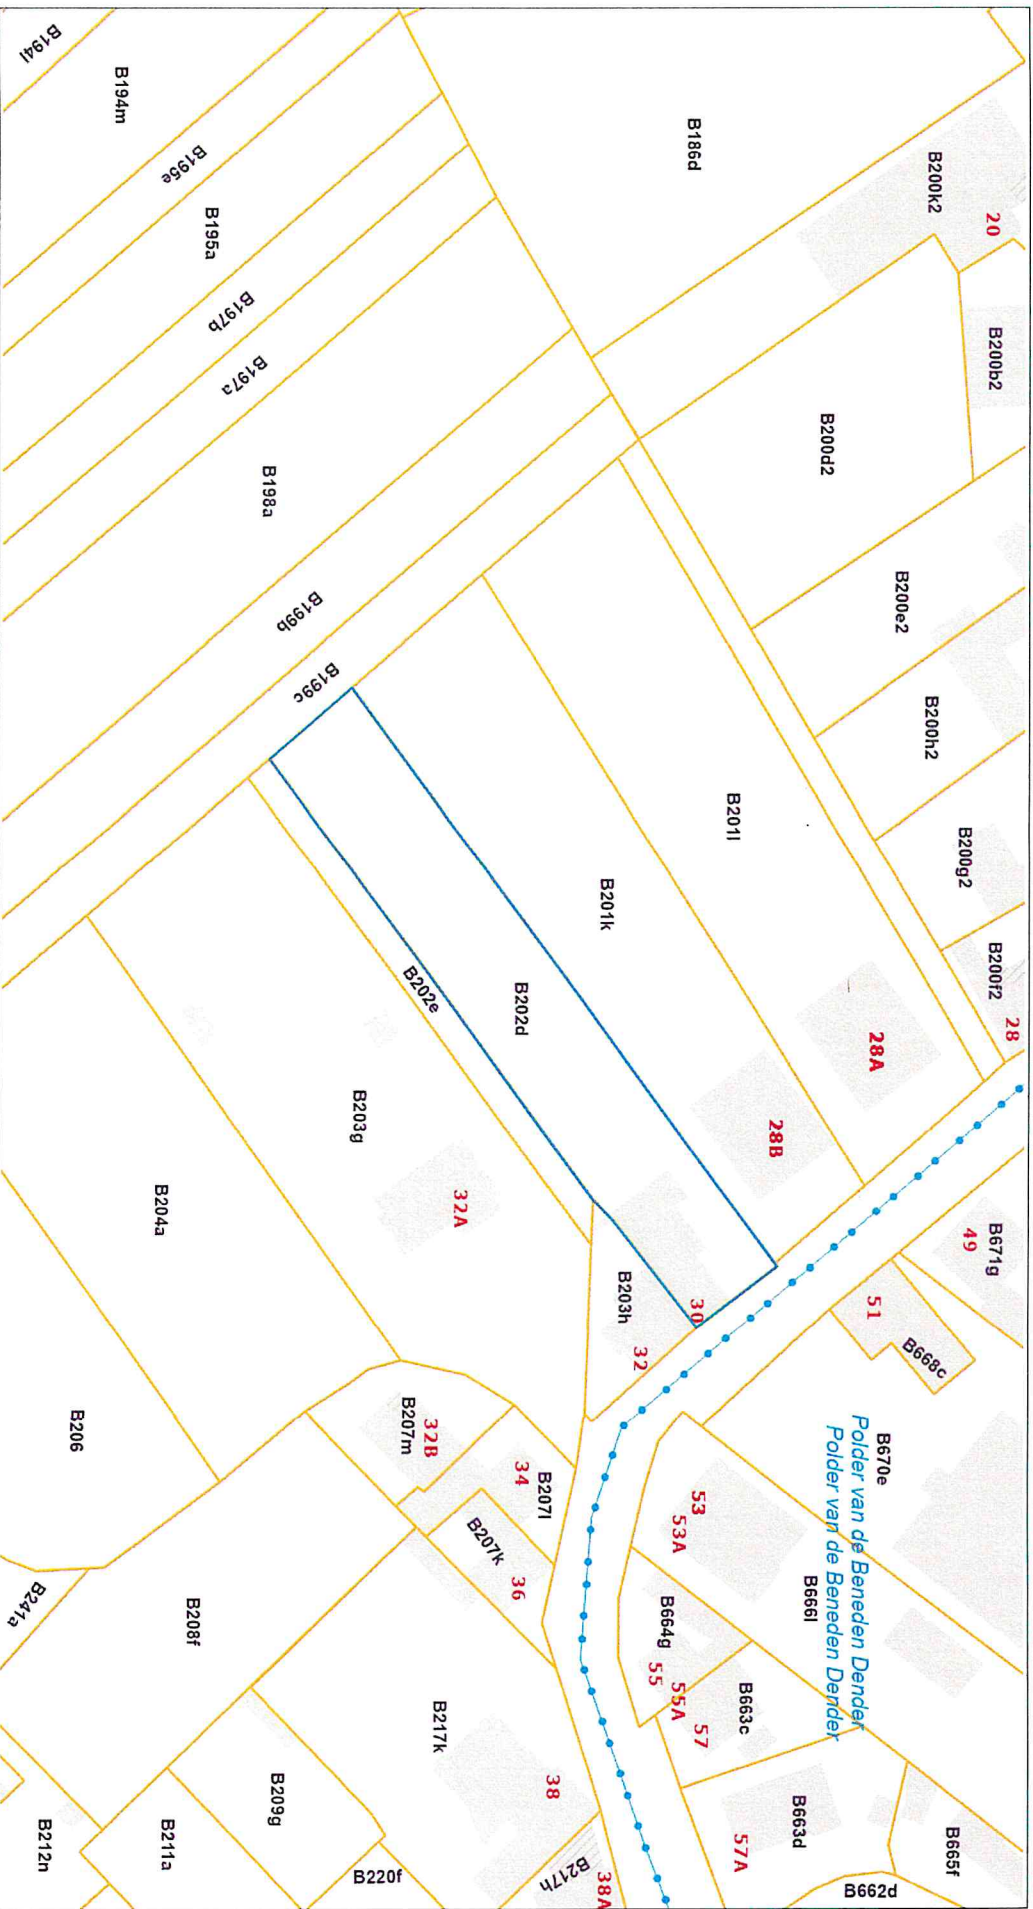 B194l
B194m
B195e
B195a
B197b
B197a
B198a
B199b
B199c
B186d
B200k2
20
B200b2
B200d2
B200e2
B200h2
B200g2
B200f2
28
B201l
28A
B201k
28B
B202d
30
B202e
B203h
32
B203g
32A
B204a
B206
B207m
32B
B207l
34
B207k
36
B208f
B241a
B217k
38
B209g
B211a
B212n
B220f
B217h
38A
B671g
49
51
B668c
B670e
Polder van de Beneden Dender
Polder van de Beneden Dender
53
53A
B666l
B664g
55
55A
B663c
57
B663d
57A
B665f
B662d